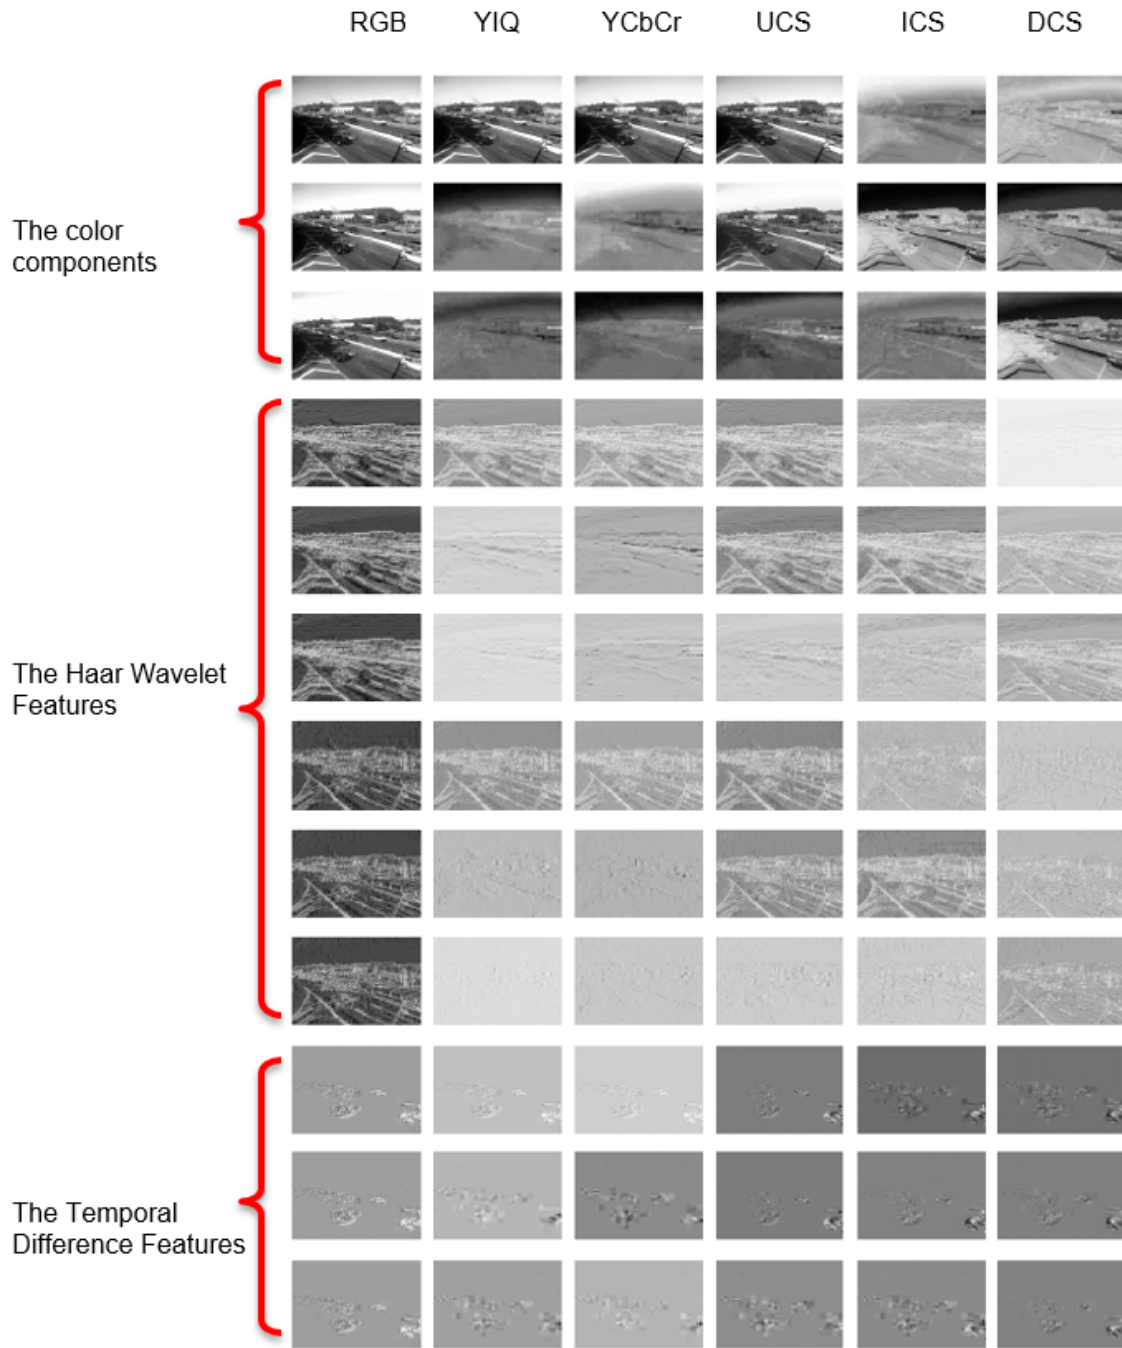 RGB YIQ YCbCr UCS ICS DCS
The color
components
The Haar Wavelet
Features
The Temporal
Difference Features